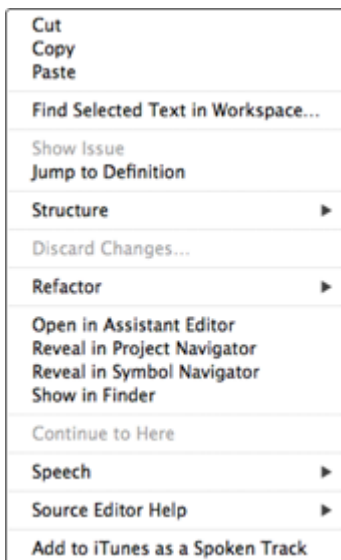 Cut
Copy
Paste
Find Selected Text in Workspace...
Show Issue
Jump to Definition
Structure
Discard Changes...
Refactor
Open in Assistant Editor
Reveal in Project Navigator
Reveal in Symbol Navigator
Show in Finder
Continue to Here
Speech
Source Editor Help
Add to iTunes as a Spoken Track